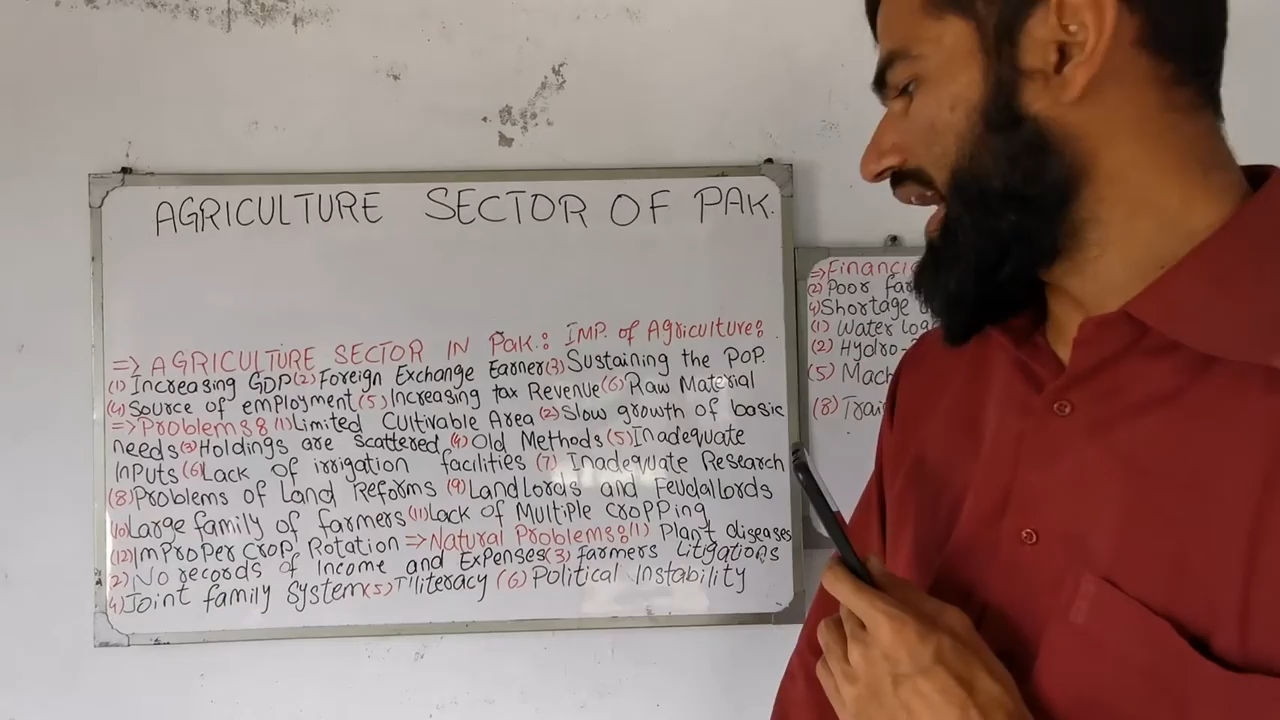 AGRICULTURE SECTOR OF PAK.
=> AGRICULTURE SECTOR IN Pak.: IMP. of Agriculture:
(1) Increasing GDP (2) Foreign Exchange Earner (3) Sustaining the POP.
(4) Source of employment (5) Increasing tax Revenue (6) Raw Material
=> Problems: (1) Limited Cultivable Area (2) Slow growth of basic
needs (3) Holdings are Scattered (4) Old Methods (5) Inadequate
inputs (6) Lack of irrigation facilities (7) Inadequate Research
(8) Problems of Land Reforms (9) LandLords and Feudallords
(10) Large family of farmers (11) Lack of Multiple cropping
(12) Improper crop Rotation => Natural Problems: (1) Plant diseases
(2) No records of Income and Expenses (3) farmers Litigations
(4) Joint family System (5) Illiteracy (6) Political Instability
=> Financi
(2) Poor far
(4) Shortage
(1) Water Log
(2) Hydro-
(5) Mach
(8) Trai